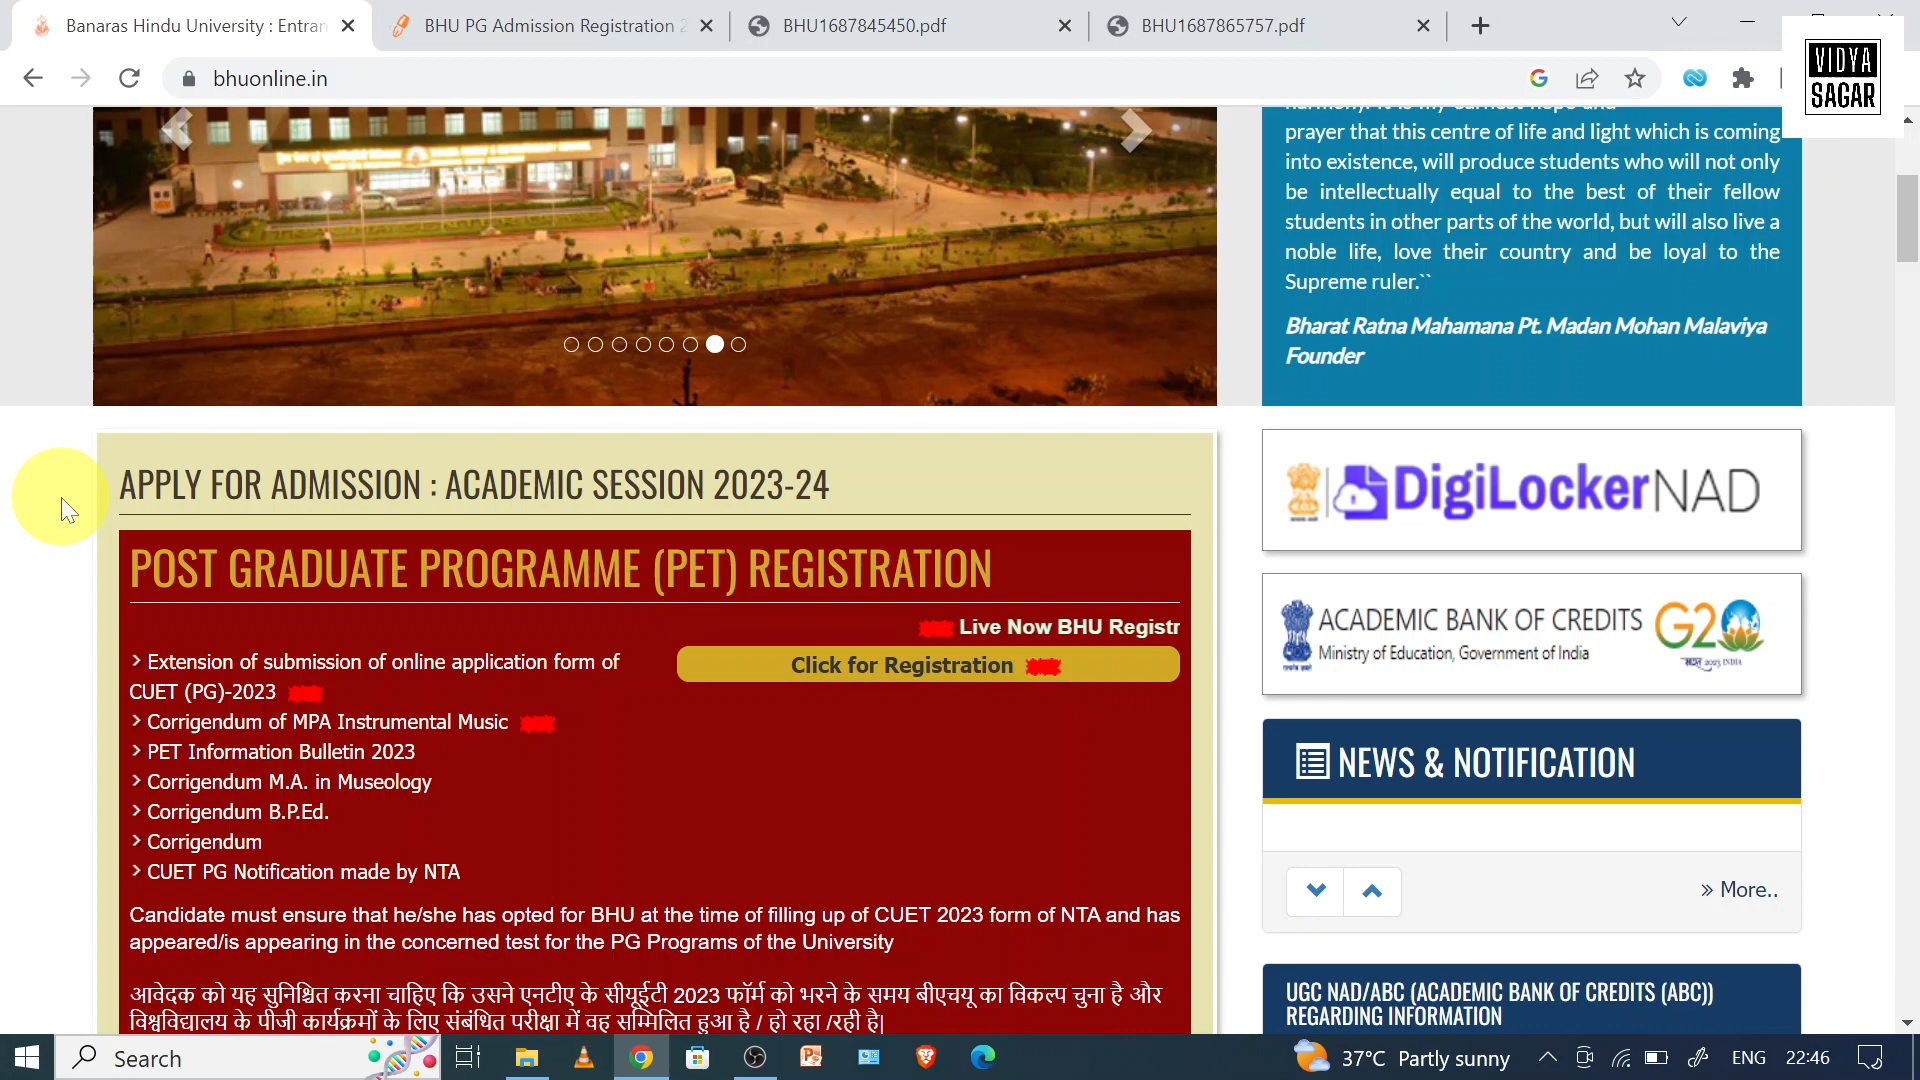 Banaras Hindu University : Entran
BHU PG Admission Registration 2
BHU1687845450.pdf
BHU1687865757.pdf
bhuonline.in
VIDYA
SAGAR
prayer that this centre of life and light which is coming
into existence, will produce students who will not only
be intellectually equal to the best of their fellow
students in other parts of the world, but will also live a
noble life, love their country and be loyal to the
Supreme ruler.``
Bharat Ratna Mahamana Pt. Madan Mohan Malaviya
Founder
APPLY FOR ADMISSION : ACADEMIC SESSION 2023-24
POST GRADUATE PROGRAMME (PET) REGISTRATION
Live Now BHU Registr
> Extension of submission of online application form of
CUET (PG)-2023
Click for Registration
> Corrigendum of MPA Instrumental Music
> PET Information Bulletin 2023
> Corrigendum M.A. in Museology
> Corrigendum B.P.Ed.
> Corrigendum
> CUET PG Notification made by NTA
Candidate must ensure that he/she has opted for BHU at the time of filling up of CUET 2023 form of NTA and has
appeared/is appearing in the concerned test for the PG Programs of the University
आवेदक को यह सुनिश्चित करना चाहिए कि उसने एनटीए के सीयूईटी 2023 फॉर्म को भरने के समय बीएचयू का विकल्प चुना है और
विश्वविद्यालय के पीजी कार्यक्रमों के लिए संबंधित परीक्षा में वह सम्मिलित हुआ है / हो रहा /रही है|
DigiLockerNAD
ACADEMIC BANK OF CREDITS
Ministry of Education, Government of India
G20
2023 INDIA
NEWS & NOTIFICATION
» More..
UGC NAD/ABC (ACADEMIC BANK OF CREDITS (ABC))
REGARDING INFORMATION
Search
37°C Partly sunny
ENG
22:46